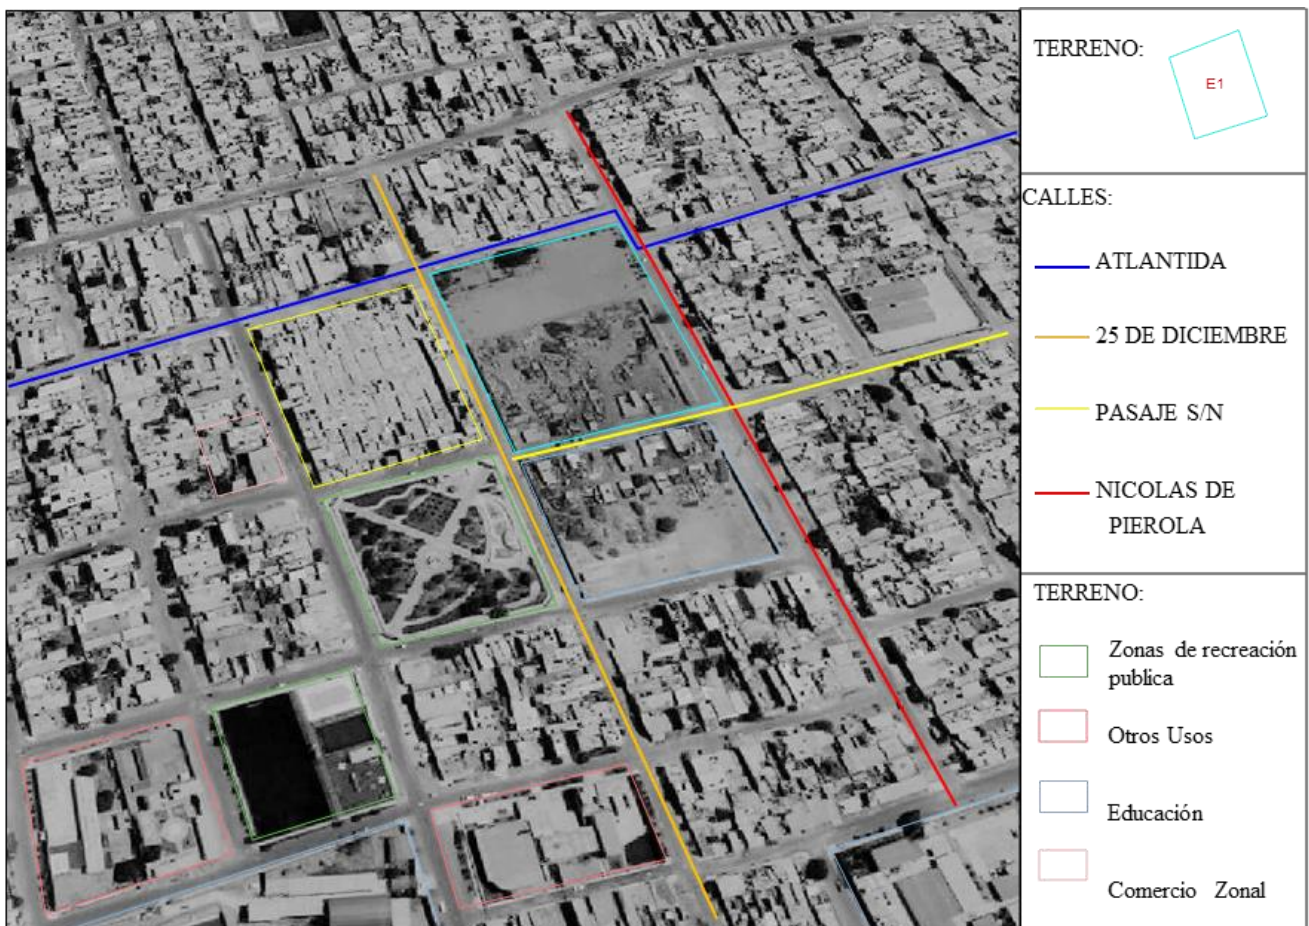 TERRENO:
E1
CALLES:
ATLANTIDA
25 DE DICIEMBRE
PASAJE S/N
NICOLAS DE
PIEROLA
TERRENO:
Zonas de recreación
publica
Otros Usos
Educación
Comercio Zonal